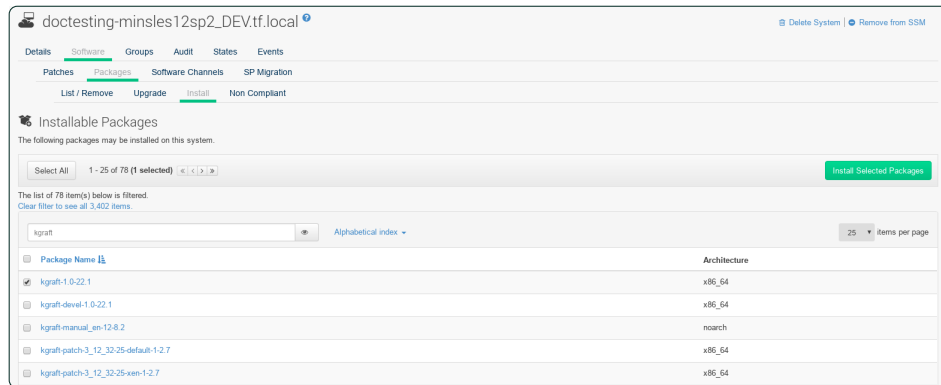 doctesting-minsles12sp2_DEV.tf.local ?
Delete System | Remove from SSM
Details Software Groups Audit States Events
Patches Packages Software Channels SP Migration
List / Remove Upgrade Install Non Compliant
Installable Packages
The following packages may be installed on this system.
Select All 1 - 25 of 78 (1 selected) « < > » Install Selected Packages
The list of 78 item(s) below is filtered.
Clear filter to see all 3,402 items.
kgraft Alphabetical index 25 items per page
Package Name Architecture
kgraft-1.0-22.1 x86_64
kgraft-devel-1.0-22.1 x86_64
kgraft-manual_en-12-8.2 noarch
kgraft-patch-3_12_32-25-default-1-2.7 x86_64
kgraft-patch-3_12_32-25-xen-1-2.7 x86_64